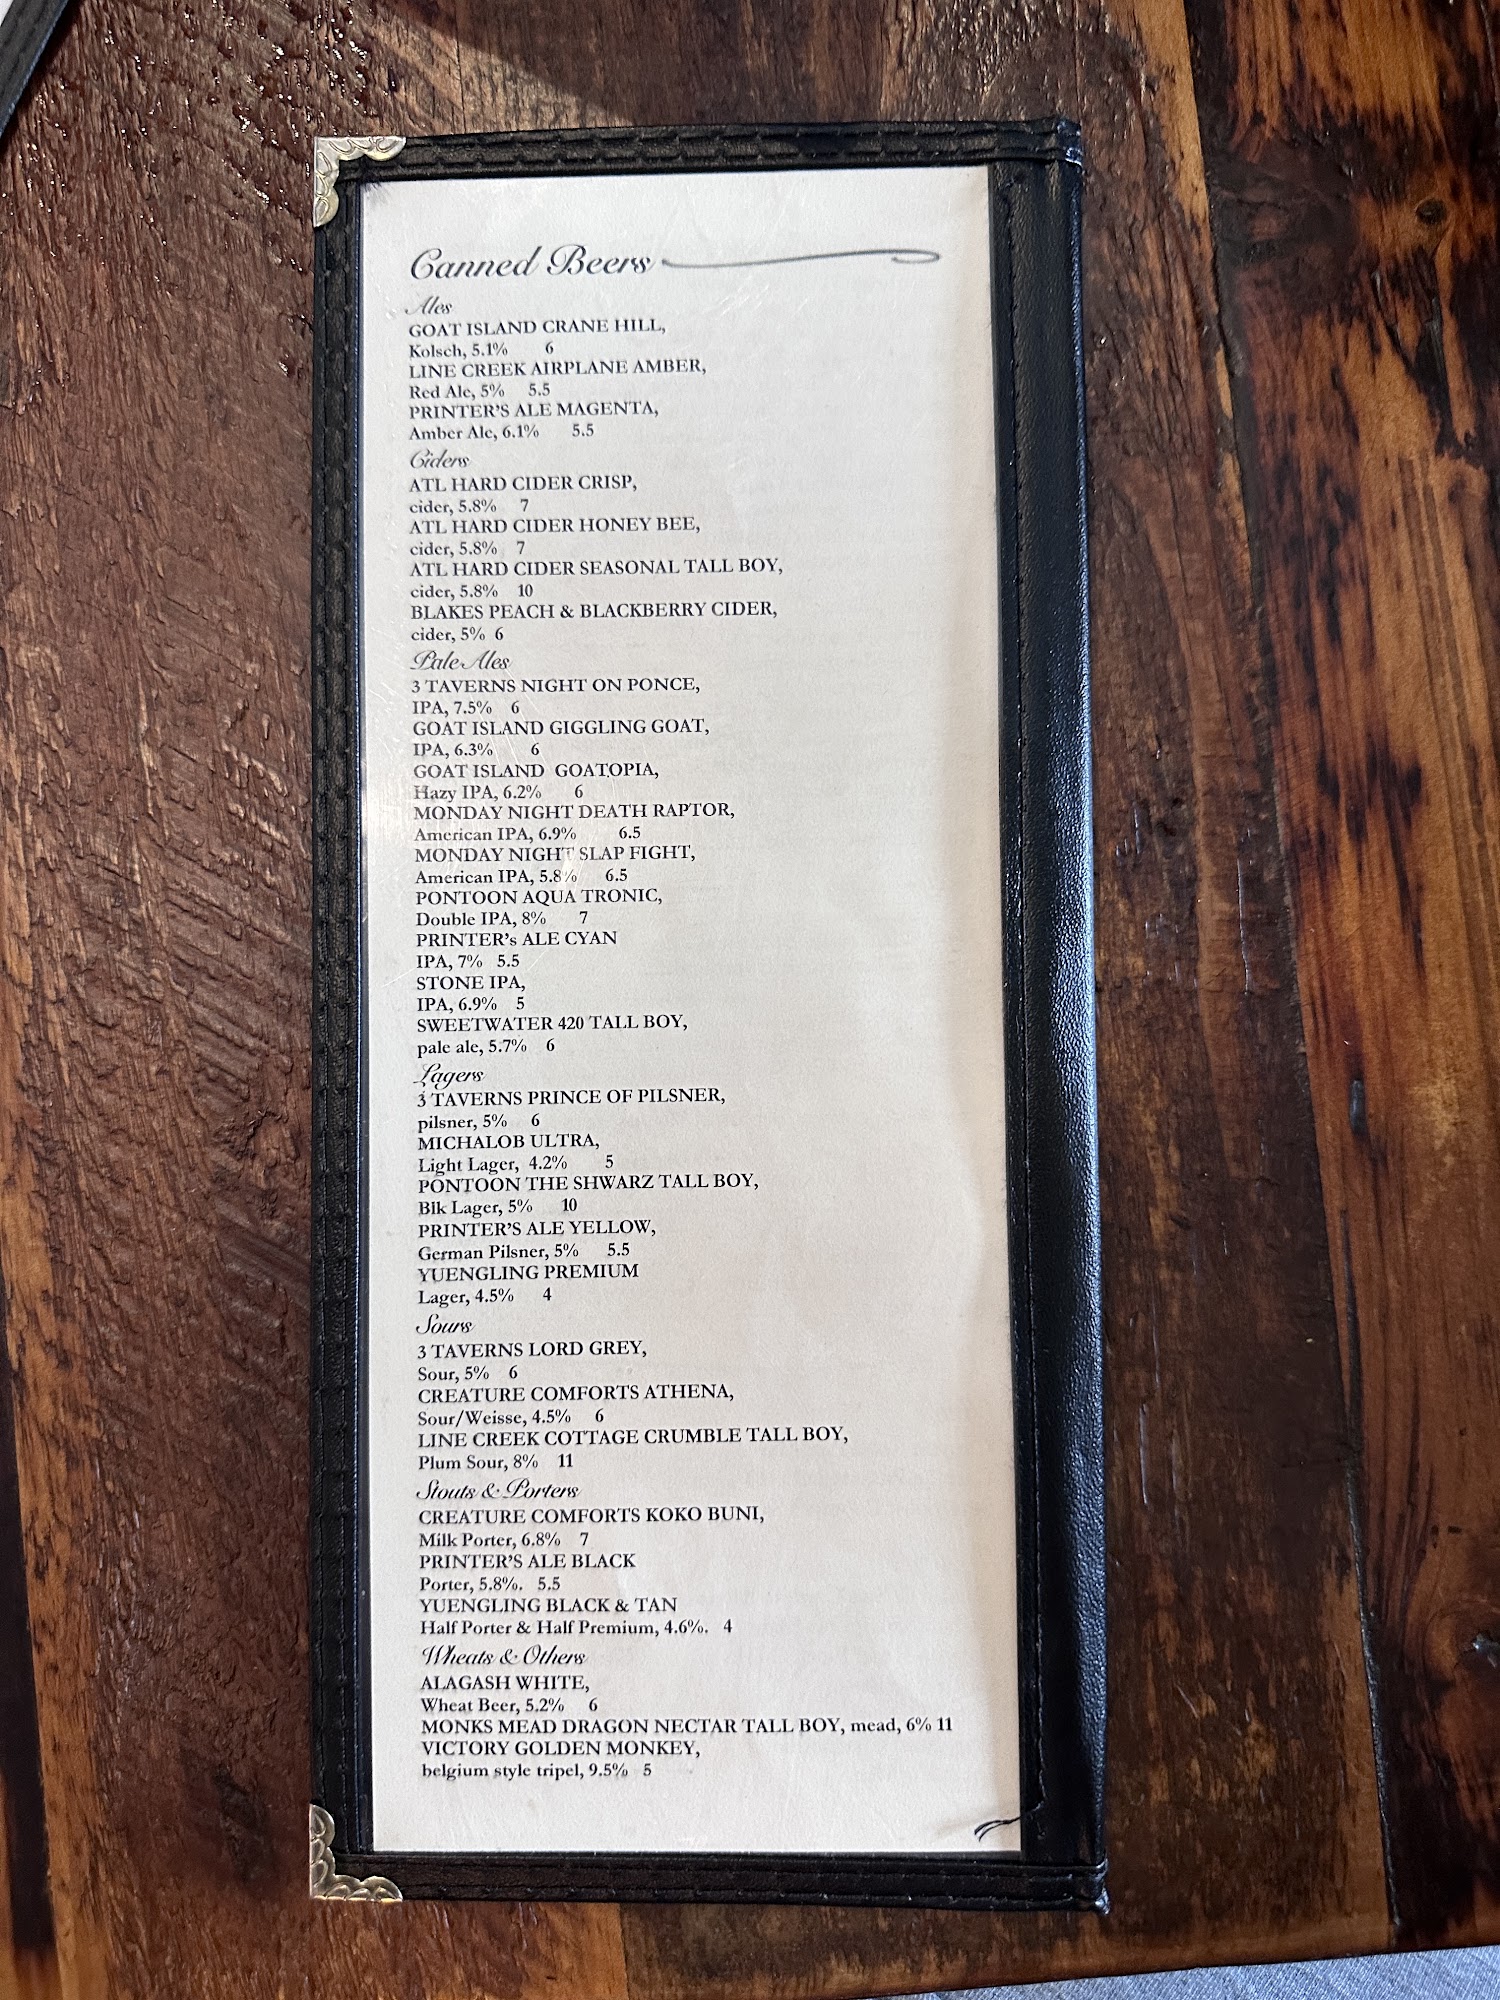 Canned Beers
Ales
GOAT ISLAND CRANE HILL,
Kolsch, 5.1% 6
LINE CREEK AIRPLANE AMBER,
Red Ale, 5% 5.5
PRINTER'S ALE MAGENTA,
Amber Ale, 6.1% 5.5
Ciders
ATL HARD CIDER CRISP,
cider, 5.8% 7
ATL HARD CIDER HONEY BEE,
cider, 5.8% 7
ATL HARD CIDER SEASONAL TALL BOY,
cider, 5.8% 10
BLAKES PEACH & BLACKBERRY CIDER,
cider, 5% 6
Pale Ales
3 TAVERNS NIGHT ON PONCE,
IPA, 7.5% 6
GOAT ISLAND GIGGLING GOAT,
IPA, 6.3% 6
GOAT ISLAND GOATOPIA,
Hazy IPA, 6.2% 6
MONDAY NIGHT DEATH RAPTOR,
American IPA, 6.9% 6.5
MONDAY NIGHT SLAP FIGHT,
American IPA, 5.8% 6.5
PONTOON AQUA TRONIC,
Double IPA, 8% 7
PRINTER's ALE CYAN
IPA, 7% 5.5
STONE IPA,
IPA, 6.9% 5
SWEETWATER 420 TALL BOY,
pale ale, 5.7% 6
Lagers
3 TAVERNS PRINCE OF PILSNER,
pilsner, 5% 6
MICHALOB ULTRA,
Light Lager, 4.2% 5
PONTOON THE SHWARZ TALL BOY,
Blk Lager, 5% 10
PRINTER'S ALE YELLOW,
German Pilsner, 5% 5.5
YUENGLING PREMIUM
Lager, 4.5% 4
Sours
3 TAVERNS LORD GREY,
Sour, 5% 6
CREATURE COMFORTS ATHENA,
Sour/Weisse, 4.5% 6
LINE CREEK COTTAGE CRUMBLE TALL BOY,
Plum Sour, 8% 11
Stouts & Porters
CREATURE COMFORTS KOKO BUNI,
Milk Porter, 6.8% 7
PRINTER'S ALE BLACK
Porter, 5.8%. 5.5
YUENGLING BLACK & TAN
Half Porter & Half Premium, 4.6%. 4
Wheats & Others
ALAGASH WHITE,
Wheat Beer, 5.2% 6
MONKS MEAD DRAGON NECTAR TALL BOY, mead, 6% 11
VICTORY GOLDEN MONKEY,
belgium style tripel, 9.5% 5